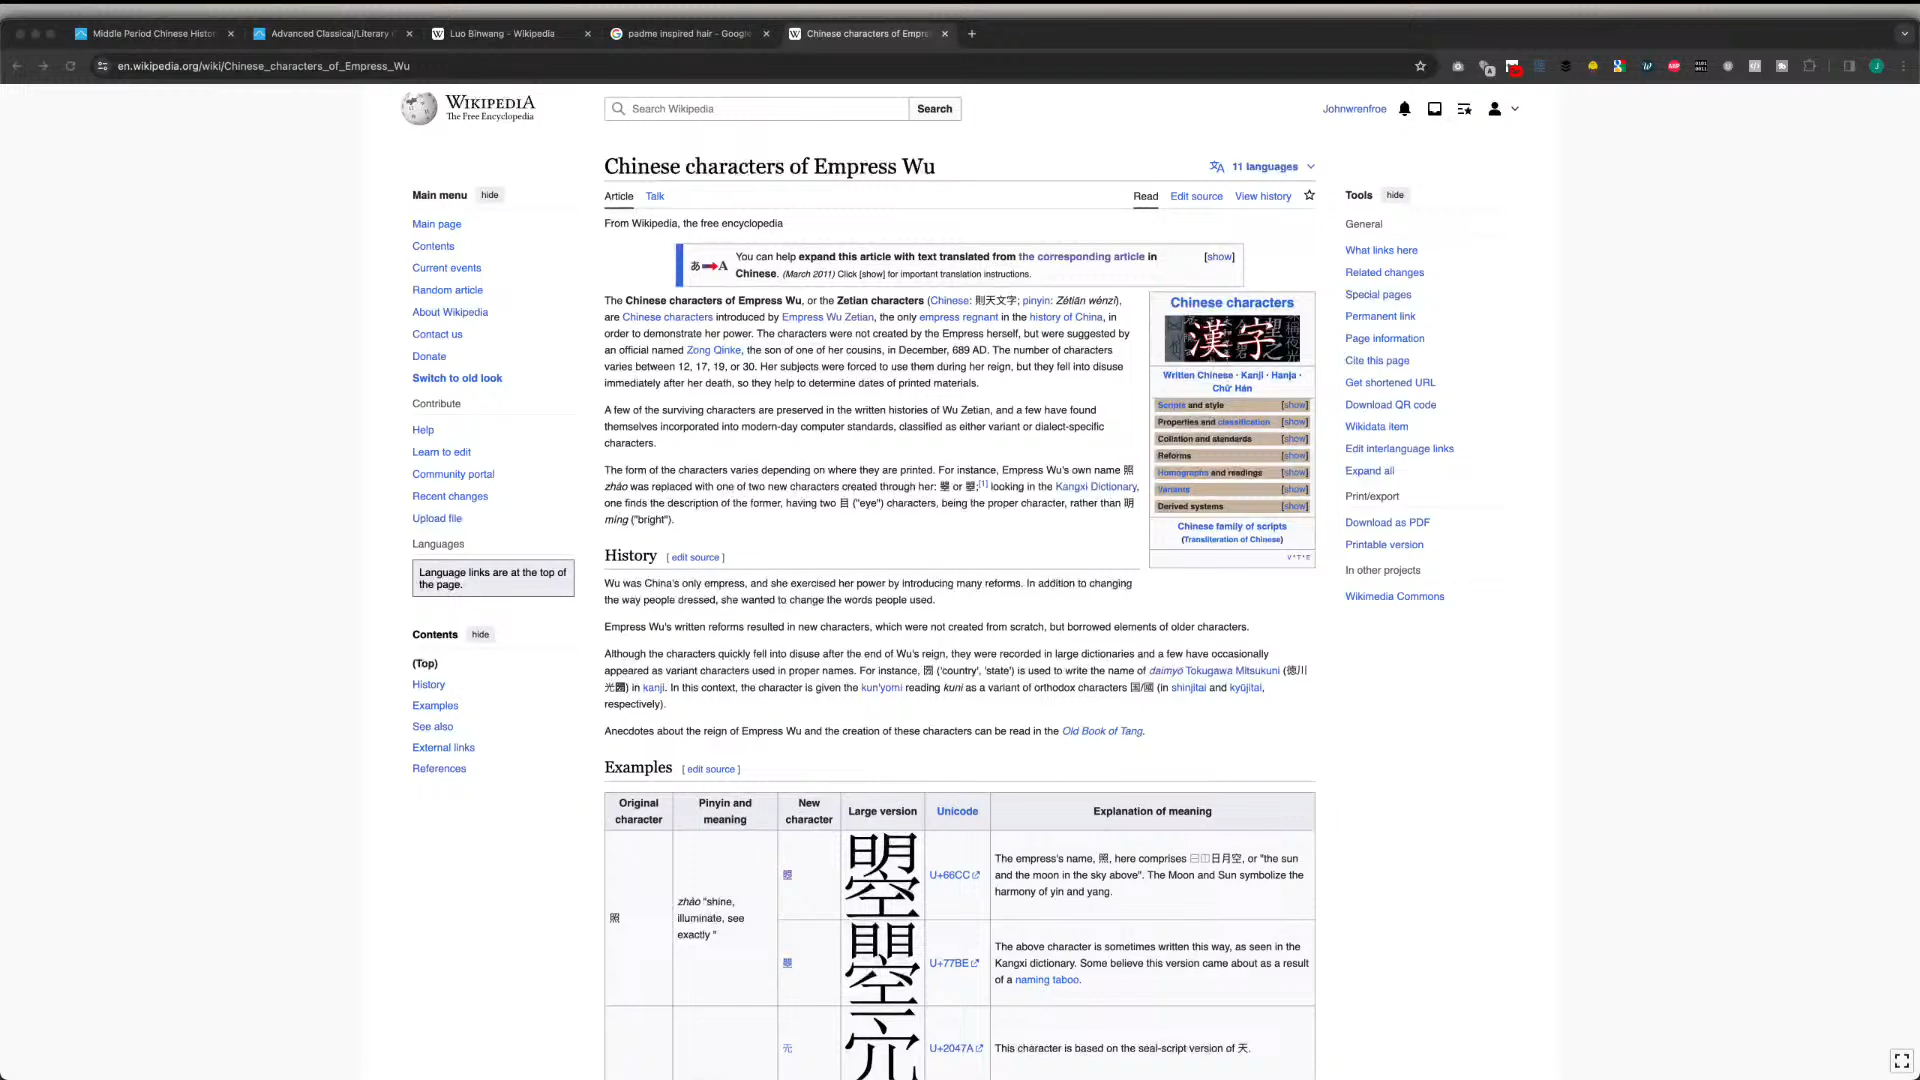 Middle Period Chinese Histor
Advanced Classical/Literary
Luo Binwang - Wikipedia
padme inspired hair - Google
Chinese characters of Empre
en.wikipedia.org/wiki/Chinese_characters_of_Empress_Wu
WIKIPEDIA
The Free Encyclopedia
Search Wikipedia
Search
Johnwrenfroe
Chinese characters of Empress Wu
11 languages
Main menu hide
Main page
Contents
Current events
Random article
About Wikipedia
Contact us
Donate
Switch to old look
Contribute
Help
Learn to edit
Community portal
Recent changes
Upload file
Languages
Language links are at the top of
the page.
Contents hide
(Top)
History
Examples
See also
External links
References
Article Talk
Read Edit source View history
From Wikipedia, the free encyclopedia
You can help expand this article with text translated from the corresponding article in
Chinese. (March 2011) Click [show] for important translation instructions.
[show]
The Chinese characters of Empress Wu, or the Zetian characters (Chinese: 則天文字; pinyin: Zétiān wénzì),
are Chinese characters introduced by Empress Wu Zetian, the only empress regnant in the history of China, in
order to demonstrate her power. The characters were not created by the Empress herself, but were suggested by
an official named Zong Qinke, the son of one of her cousins, in December, 689 AD. The number of characters
varies between 12, 17, 19, or 30. Her subjects were forced to use them during her reign, but they fell into disuse
immediately after her death, so they help to determine dates of printed materials.
A few of the surviving characters are preserved in the written histories of Wu Zetian, and a few have found
themselves incorporated into modern-day computer standards, classified as either variant or dialect-specific
characters.
The form of the characters varies depending on where they are printed. For instance, Empress Wu's own name 照
zhào was replaced with one of two new characters created through her: 曌 or 瞾;[1] looking in the Kangxi Dictionary,
one finds the description of the former, having two 目 ("eye") characters, being the proper character, rather than 明
míng ("bright").
Chinese characters
漢字
Written Chinese · Kanji · Hanja ·
Chữ Hán
Scripts and style [show]
Properties and classification [show]
Collation and standards [show]
Reforms [show]
Homographs and readings [show]
Variants [show]
Derived systems [show]
Chinese family of scripts
(Transliteration of Chinese)
V·T·E
History [ edit source ]
Wu was China's only empress, and she exercised her power by introducing many reforms. In addition to changing
the way people dressed, she wanted to change the words people used.
Empress Wu's written reforms resulted in new characters, which were not created from scratch, but borrowed elements of older characters.
Although the characters quickly fell into disuse after the end of Wu's reign, they were recorded in large dictionaries and a few have occasionally
appeared as variant characters used in proper names. For instance, 圀 ('country', 'state') is used to write the name of daimyō Tokugawa Mitsukuni (徳川
光圀) in kanji. In this context, the character is given the kun'yomi reading kuni as a variant of orthodox characters 国/國 (in shinjitai and kyūjitai,
respectively).
Anecdotes about the reign of Empress Wu and the creation of these characters can be read in the Old Book of Tang.
Examples [ edit source ]
Original
character
Pinyin and
meaning
New
character
Large version
Unicode
Explanation of meaning
照
zhào "shine,
illuminate, see
exactly "
曌
曌
U+66CC
The empress's name, 照, here comprises 日月空, or "the sun
and the moon in the sky above". The Moon and Sun symbolize the
harmony of yin and yang.
瞾
瞾
U+77BE
The above character is sometimes written this way, as seen in the
Kangxi dictionary. Some believe this version came about as a result
of a naming taboo.
𠑺
U+2047A
This character is based on the seal-script version of 天.
Tools hide
General
What links here
Related changes
Special pages
Permanent link
Page information
Cite this page
Get shortened URL
Download QR code
Wikidata item
Edit interlanguage links
Expand all
Print/export
Download as PDF
Printable version
In other projects
Wikimedia Commons